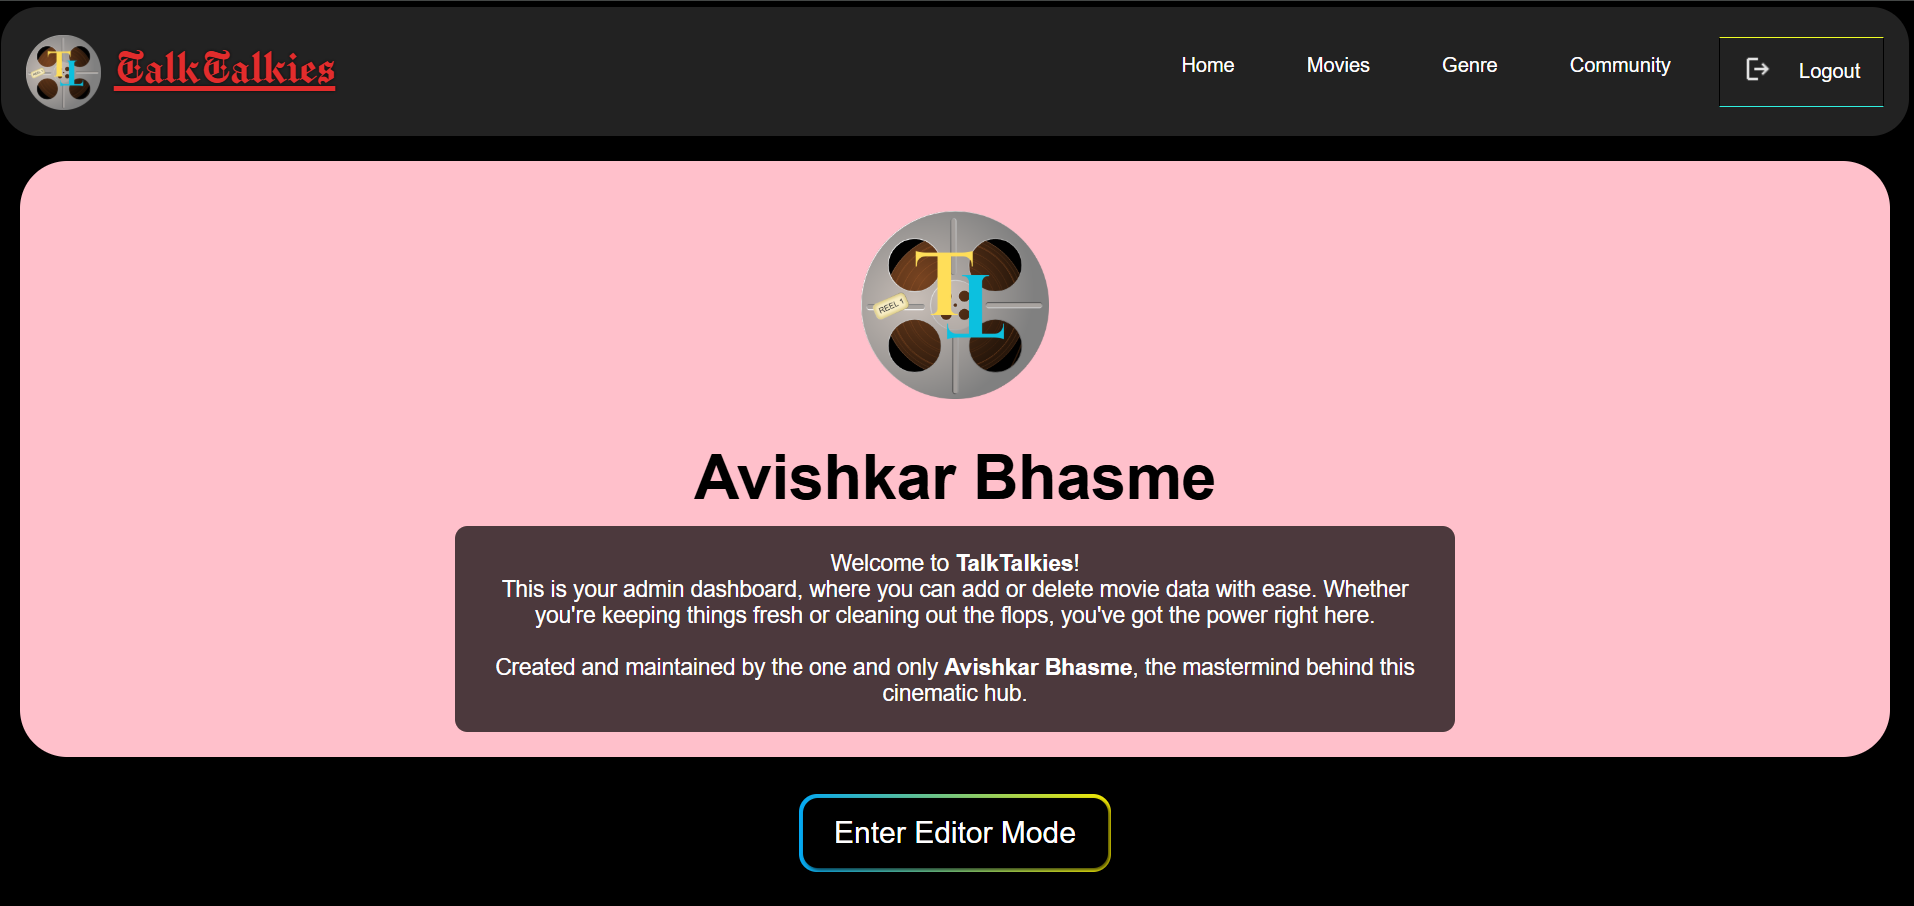 TalkTalkies
Home
Movies
Genre
Community
Logout
REEL 1
Avishkar Bhasme
Welcome to TalkTalkies!
This is your admin dashboard, where you can add or delete movie data with ease. Whether
you're keeping things fresh or cleaning out the flops, you've got the power right here.
Created and maintained by the one and only Avishkar Bhasme, the mastermind behind this
cinematic hub.
Enter Editor Mode